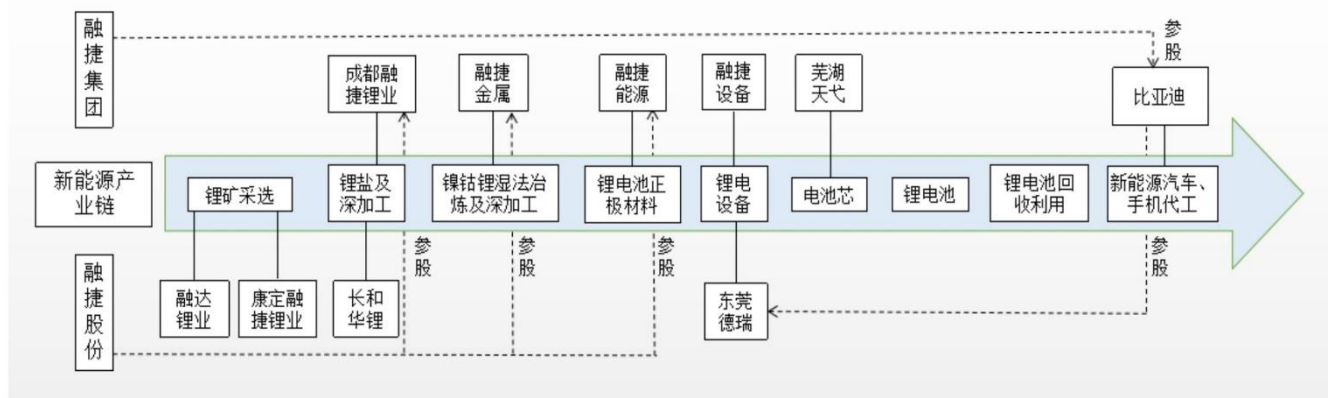 融
捷
集
团
参
股
成都融
捷锂业
融捷
金属
融捷
能源
融捷
设备
芜湖
天弋
比亚迪
新能源产
业链
锂矿采选
锂盐及
深加工
镍钴锂湿法冶
炼及深加工
锂电池正
极材料
锂电
设备
电池芯
锂电池
锂电池回
收利用
新能源汽车、
手机代工
参
股
参
股
参
股
参
股
融
捷
股
份
融达
锂业
康定融
捷锂业
长和
华锂
东莞
德瑞